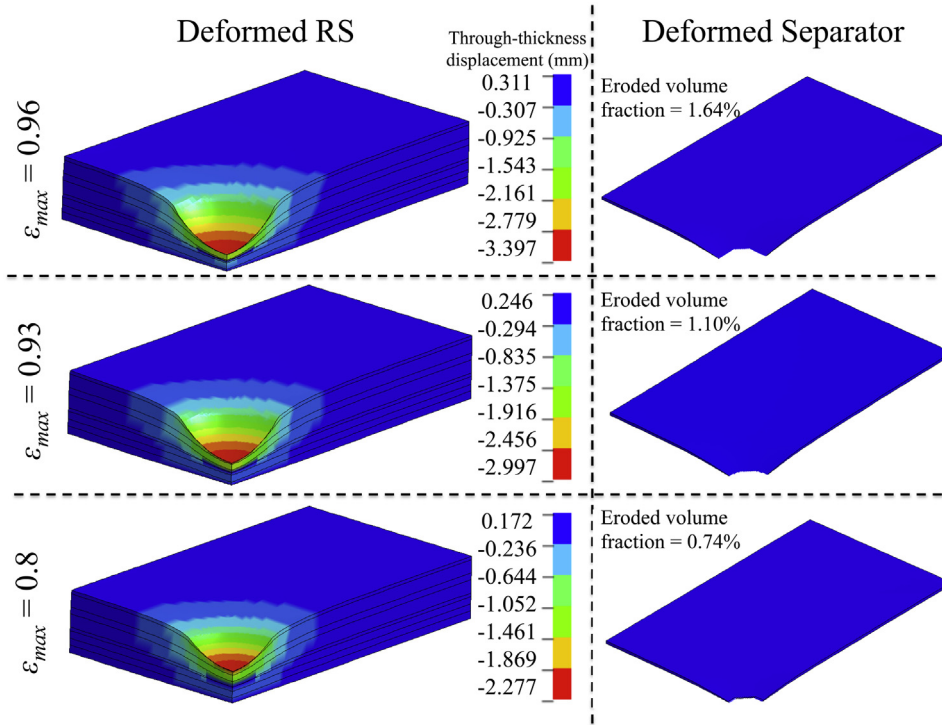 Deformed RS
Through-thickness
displacement (mm)
Deformed Separator
εmax = 0.96
0.311
-0.307
-0.925
-1.543
-2.161
-2.779
-3.397
Eroded volume
fraction = 1.64%
εmax = 0.93
0.246
-0.294
-0.835
-1.375
-1.916
-2.456
-2.997
Eroded volume
fraction = 1.10%
εmax = 0.8
0.172
-0.236
-0.644
-1.052
-1.461
-1.869
-2.277
Eroded volume
fraction = 0.74%